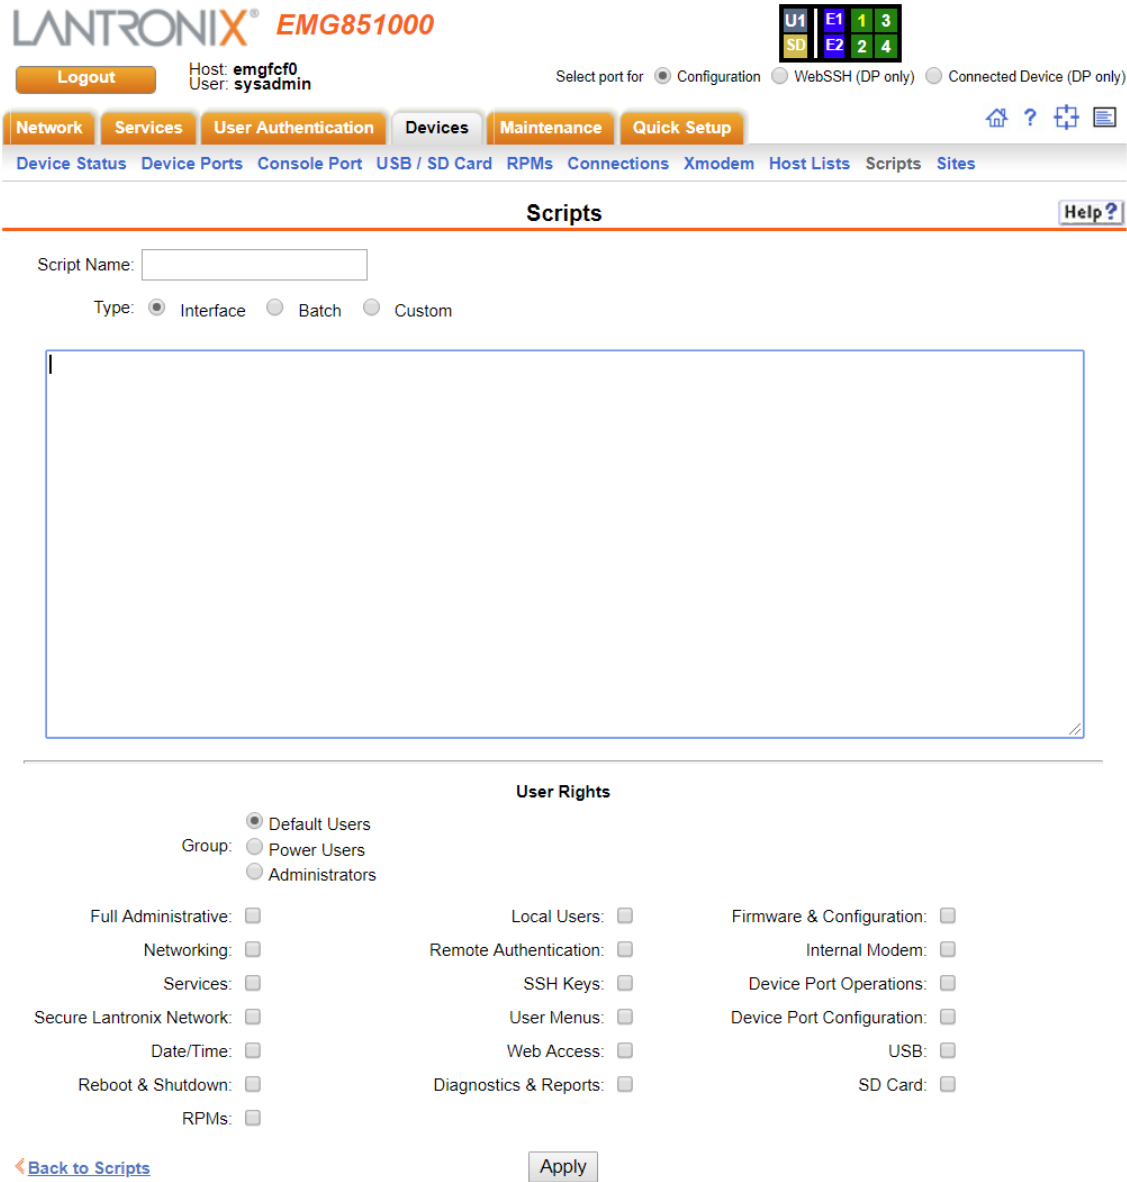 LANTRONIX® EMG851000
U1 E1 1 3
SD E2 2 4
Logout
Host: emgfcf0
User: sysadmin
Select port for Configuration WebSSH (DP only) Connected Device (DP only)
Network Services User Authentication Devices Maintenance Quick Setup
?
Device Status Device Ports Console Port USB / SD Card RPMs Connections Xmodem Host Lists Scripts Sites
Scripts
Help?
Script Name:
Type: Interface Batch Custom
User Rights
Group:
Default Users
Power Users
Administrators
Full Administrative: Local Users: Firmware & Configuration:
Networking: Remote Authentication: Internal Modem:
Services: SSH Keys: Device Port Operations:
Secure Lantronix Network: User Menus: Device Port Configuration:
Date/Time: Web Access: USB:
Reboot & Shutdown: Diagnostics & Reports: SD Card:
RPMs:
Back to Scripts
Apply